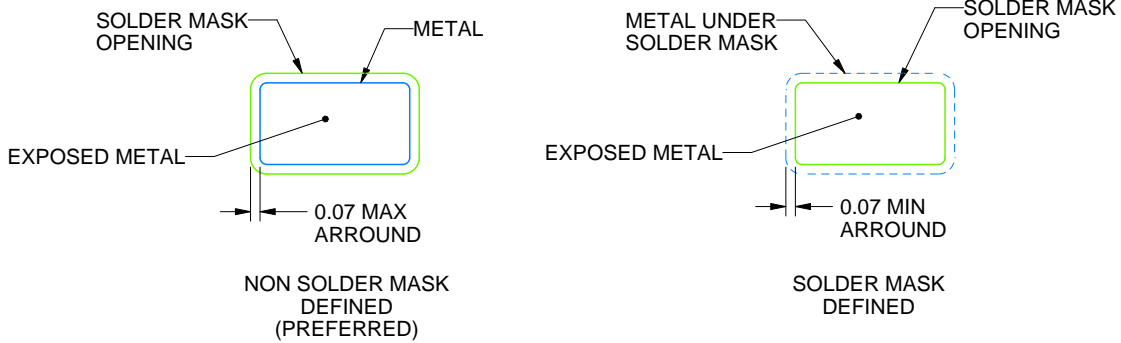 SOLDER MASK
OPENING
METAL
EXPOSED METAL
0.07 MAX
ARROUND
NON SOLDER MASK
DEFINED
(PREFERRED)
METAL UNDER
SOLDER MASK
SOLDER MASK
OPENING
EXPOSED METAL
0.07 MIN
ARROUND
SOLDER MASK
DEFINED